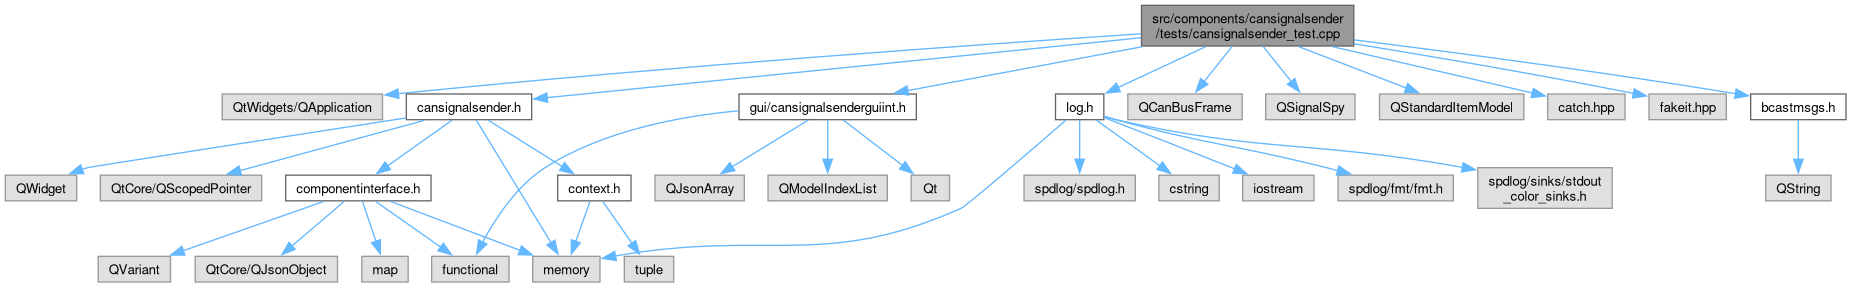 src/components/cansignalsender
/tests/cansignalsender_test.cpp
QtWidgets/QApplication
cansignalsender.h
gui/cansignalsenderguiint.h
log.h
QCanBusFrame
QSignalSpy
QStandardItemModel
catch.hpp
fakeit.hpp
bcastmsgs.h
QWidget
QtCore/QScopedPointer
componentinterface.h
context.h
QJsonArray
QModelIndexList
Qt
spdlog/spdlog.h
cstring
iostream
spdlog/fmt/fmt.h
spdlog/sinks/stdout
_color_sinks.h
QString
QVariant
QtCore/QJsonObject
map
functional
memory
tuple